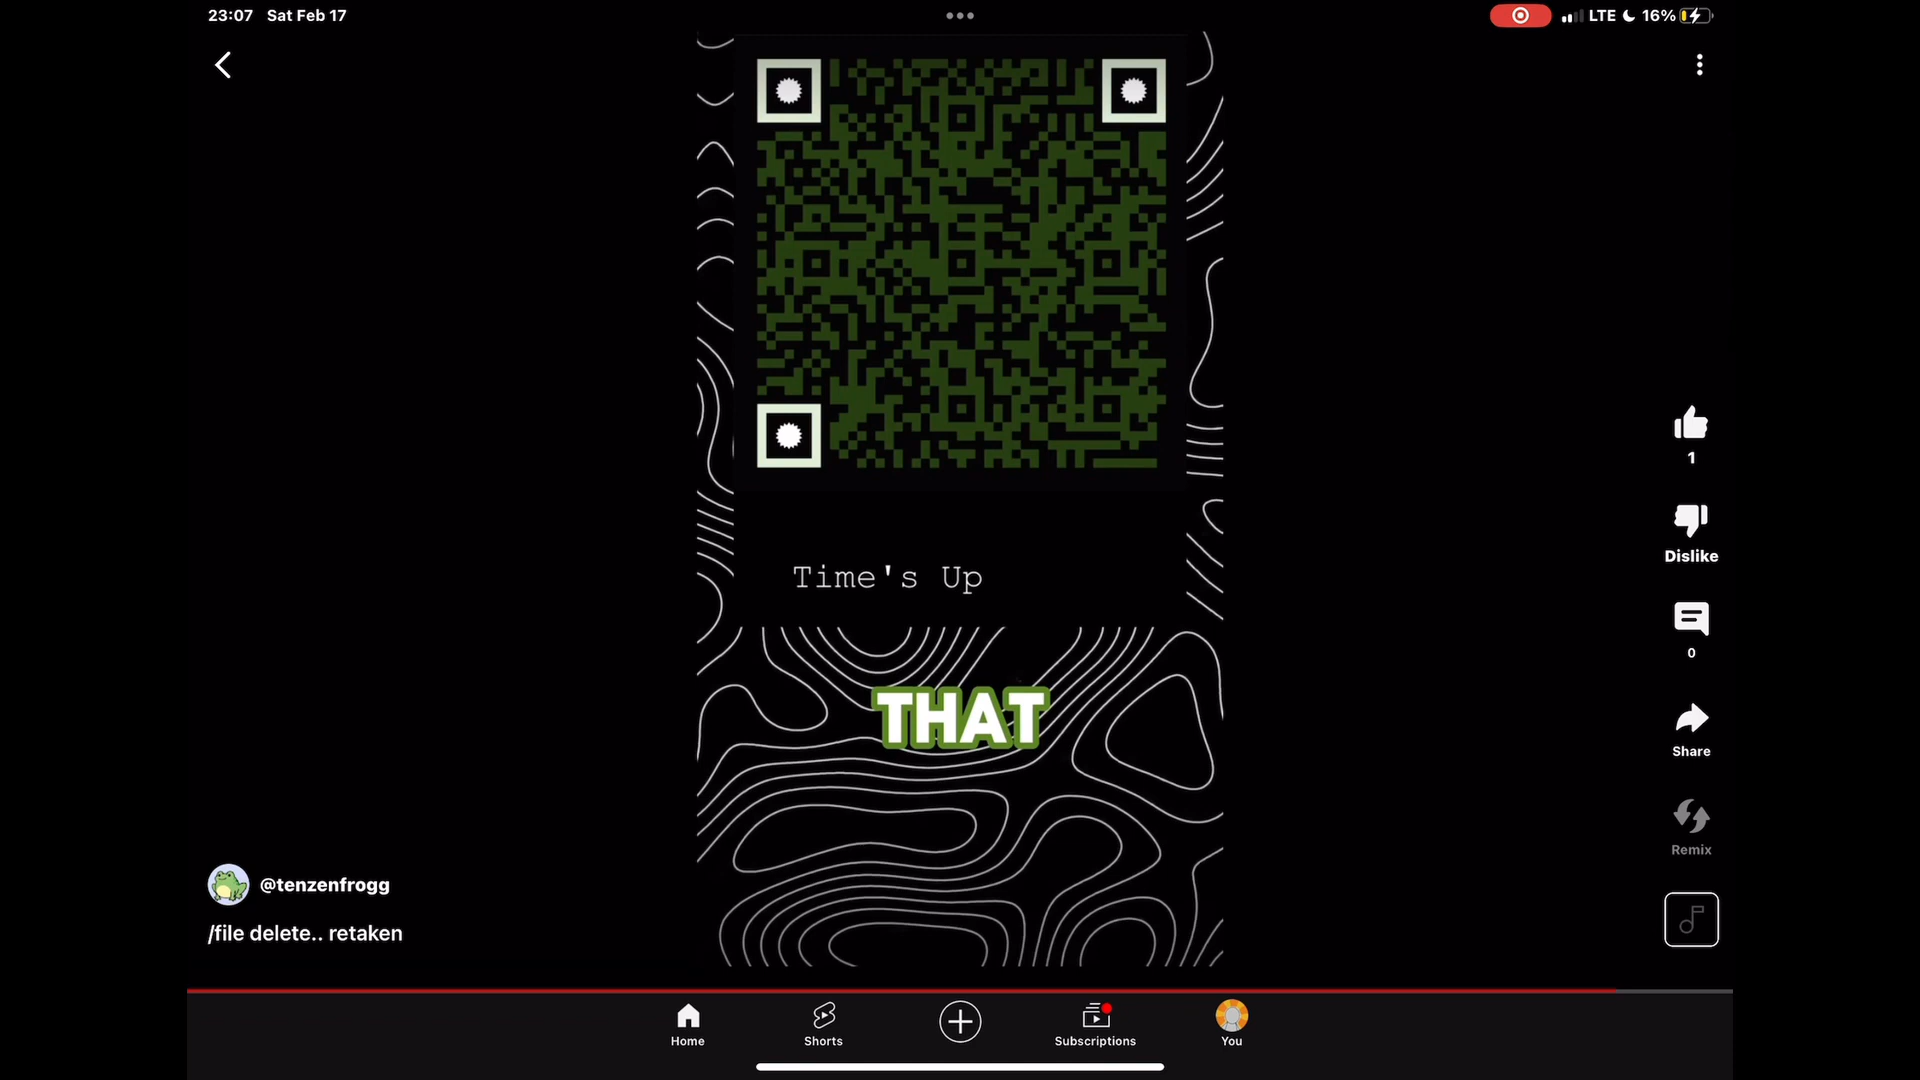 23:07 Sat Feb 17
LTE 16%
Time's Up
THAT
1
Dislike
0
Share
Remix
@tenzenfrogg
/file delete.. retaken
Home
Shorts
Subscriptions
You